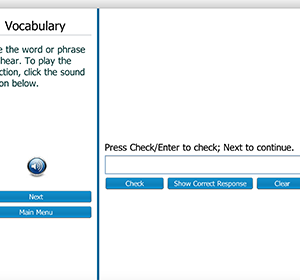 Vocabulary
e the word or phrase
hear. To play the
ction, click the sound
on below.
Next
Main Menu
Press Check/Enter to check; Next to continue.
Check
Show Correct Response
Clear